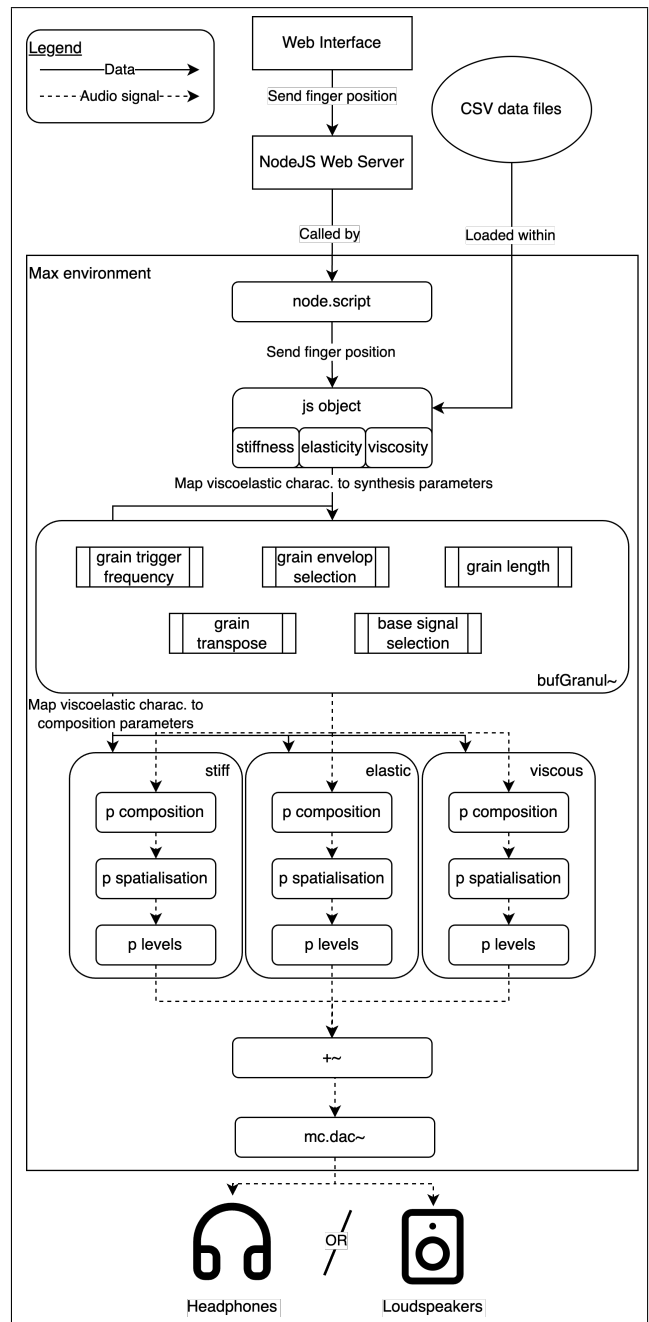 Legend
Data
Audio signal
Web Interface
Send finger position
NodeJS Web Server
CSV data files
Called by
Loaded within
Max environment
node.script
Send finger position
js object
stiffness
elasticity
viscosity
Map viscoelastic charac. to synthesis parameters
grain trigger
frequency
grain envelop
selection
grain length
grain
transpose
base signal
selection
bufGranul~
Map viscoelastic charac. to
composition parameters
stiff
p composition
p spatialisation
p levels
elastic
p composition
p spatialisation
p levels
viscous
p composition
p spatialisation
p levels
+~
mc.dac~
OR
Headphones
Loudspeakers